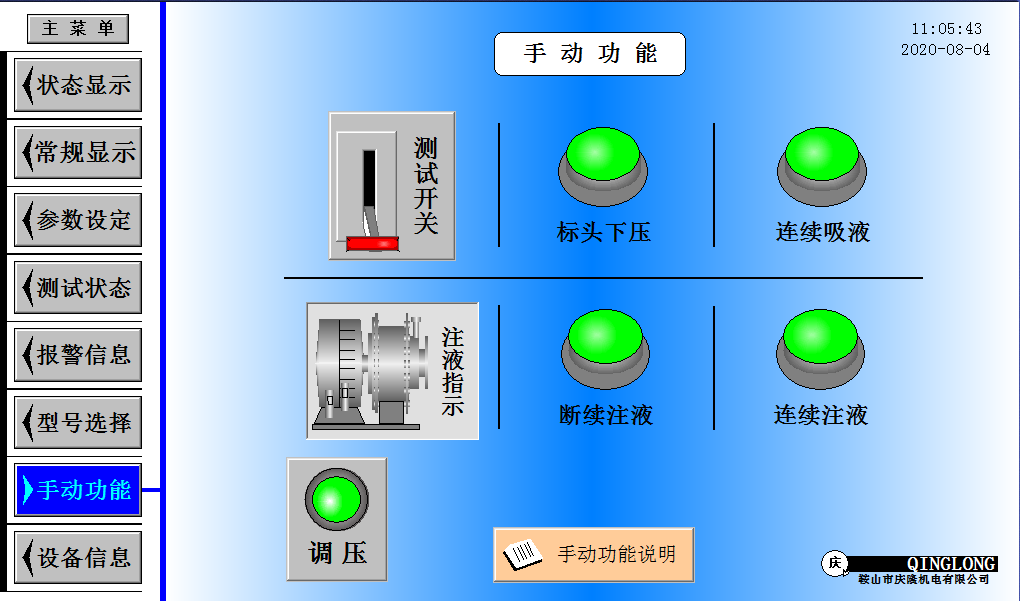 主菜单
11:05:43
2020-08-04
手动功能
状态显示
常规显示
参数设定
测试状态
报警信息
型号选择
手动功能
设备信息
测试开关
标头下压
连续吸液
注液指示
断续注液
连续注液
调压
手动功能说明
庆
QINGLONG
鞍山市庆隆机电有限公司